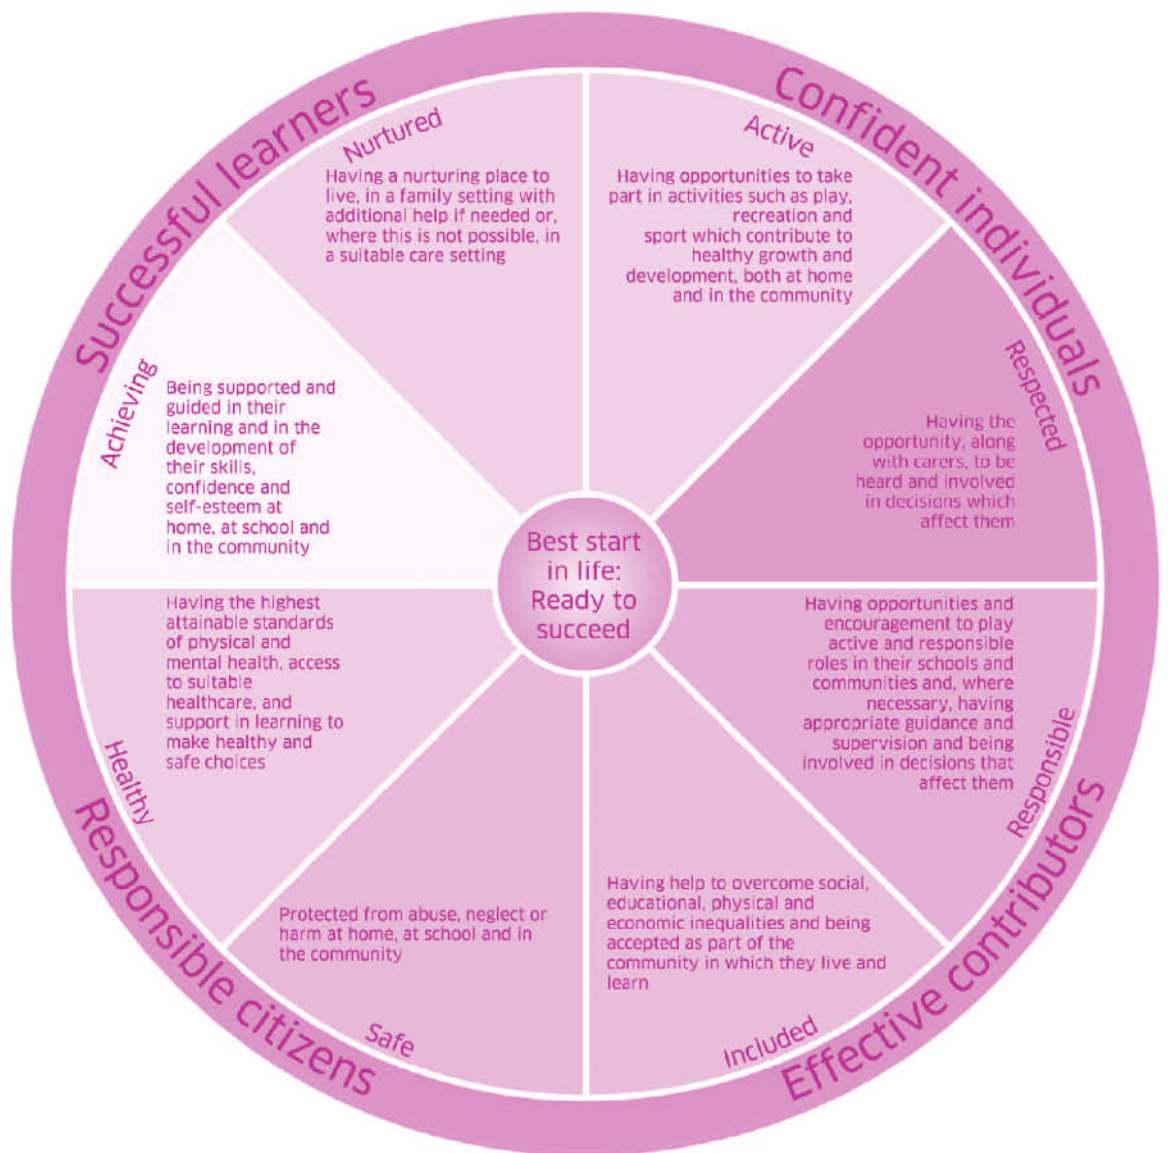 Successful learners
Confident individuals
Nurtured
Having a nurturing place to
live, in a family setting with
additional help if needed or,
where this is not possible, in
a suitable care setting
Active
Having opportunities to take
part in activities such as play,
recreation and
sport which contribute to
healthy growth and
development, both at home
and in the community
Achieving
Being supported and
guided in their
learning and in the
development of
their skills,
confidence and
self-esteem at
home, at school and
in the community
Respected
Having the
opportunity, along
with carers, to be
heard and involved
in decisions which
affect them
Best start
in life:
Ready to
succeed
Healthy
Having the highest
attainable standards
of physical and
mental health, access
to suitable
healthcare, and
support in learning to
make healthy and
safe choices
Responsible
Having opportunities and
encouragement to play
active and responsible
roles in their schools and
communities and, where
necessary, having
appropriate guidance and
supervision and being
involved in decisions that
affect them
Protected from abuse, neglect or
harm at home, at school and in
the community
Safe
Having help to overcome social,
educational, physical and
economic inequalities and being
accepted as part of the
community in which they live and
learn
Included
Responsible citizens
Effective contributors